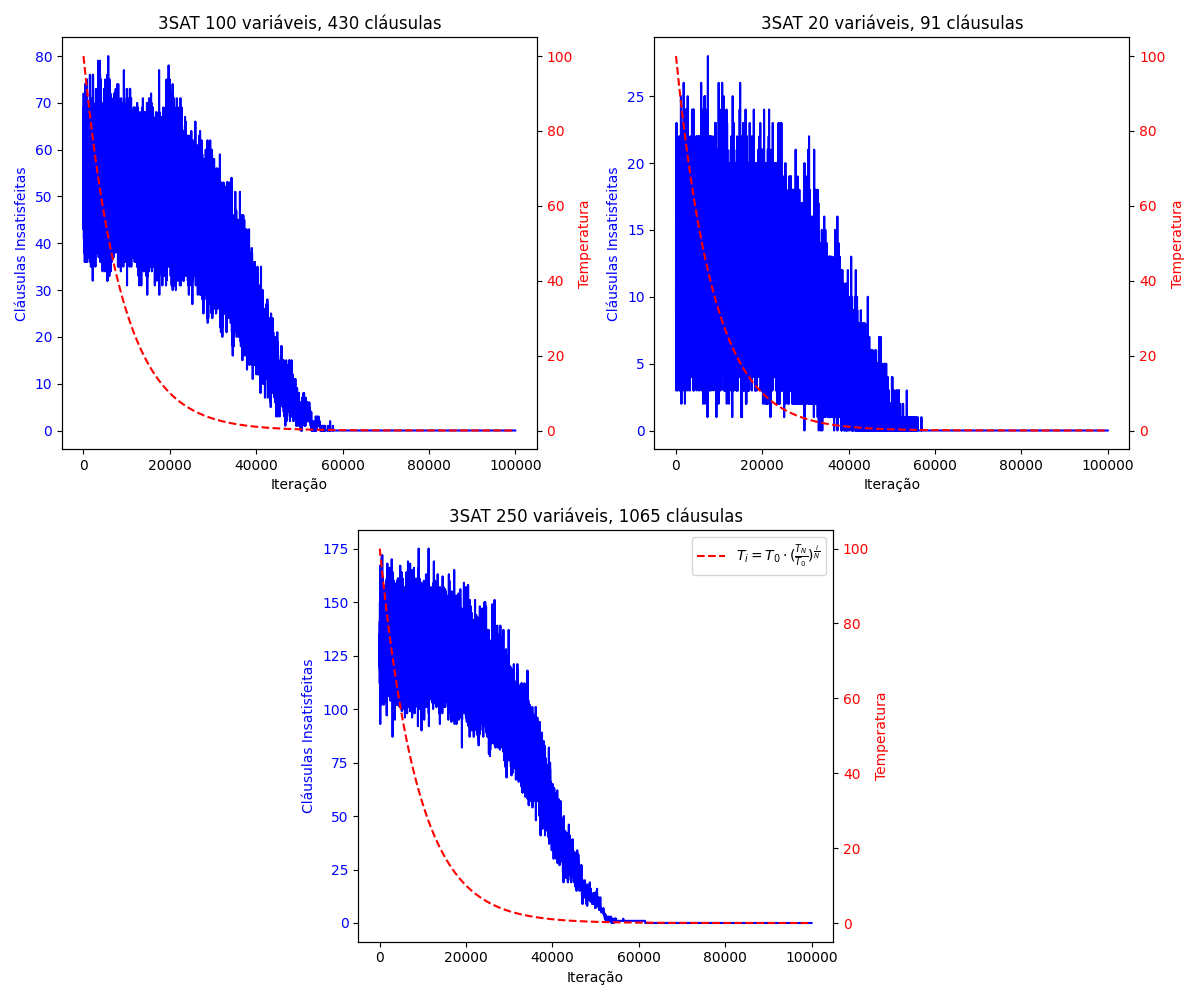 3SAT 100 variáveis, 430 cláusulas
80
70
60
50
40
30
20
10
0
Cláusulas Insatisfeitas
100
80
60
40
20
0
Temperatura
0 20000 40000 60000 80000 100000
Iteração
3SAT 20 variáveis, 91 cláusulas
25
20
15
10
5
0
Cláusulas Insatisfeitas
100
80
60
40
20
0
Temperatura
0 20000 40000 60000 80000 100000
Iteração
3SAT 250 variáveis, 1065 cláusulas
175
150
125
100
75
50
25
0
Cláusulas Insatisfeitas
T_i = T_0 · (T_N/T_0)^{i/N}
100
80
60
40
20
0
Temperatura
0 20000 40000 60000 80000 100000
Iteração